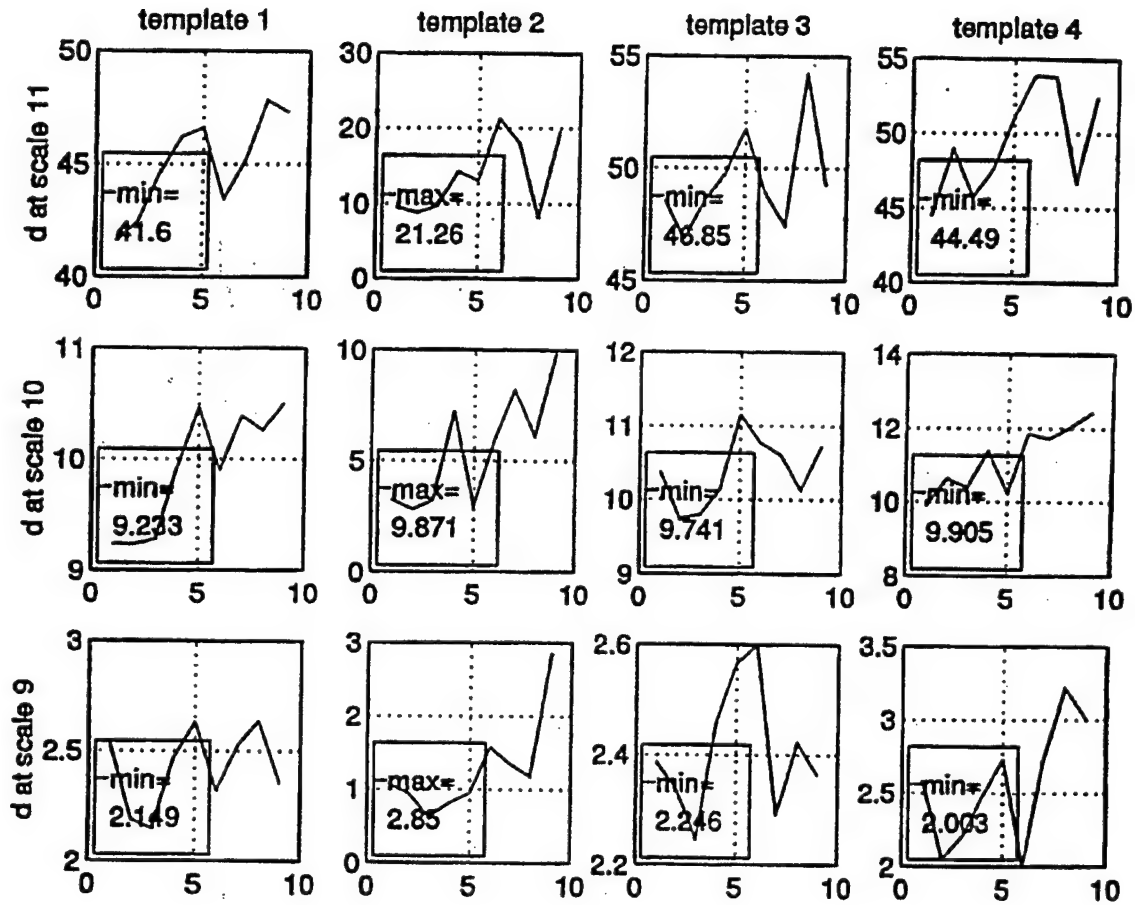 template 1 template 2 template 3 template 4
d at scale 11
50 30 55 55
45 20 50 50
10 45
40 0 45 40
min= max= min= min=
41.6 21.26 46.85 44.49
0 5 10 0 5 10 0 5 10 0 5 10
d at scale 10
11 10 12 14
10 5 11 12
10 10
9 0 9 8
min= max= min= min=
9.233 9.871 9.741 9.905
0 5 10 0 5 10 0 5 10 0 5 10
d at scale 9
3 3 2.6 3.5
2.5 2 2.4 3
1 2.5
2 0 2.2 2
min= max= min= min=
2.149 2.85 2.246 2.003
0 5 10 0 5 10 0 5 10 0 5 10